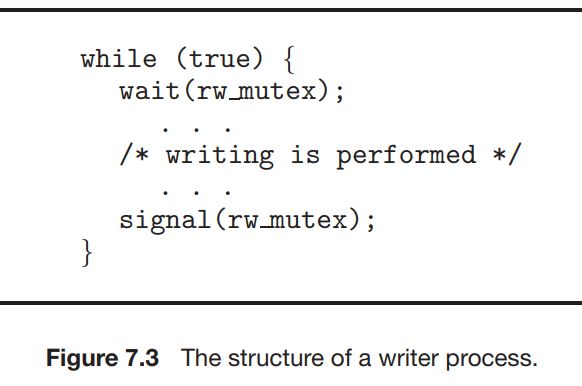 while (true) {
wait(rw_mutex);
. . .
/* writing is performed */
. . .
signal(rw_mutex);
}
Figure 7.3 The structure of a writer process.